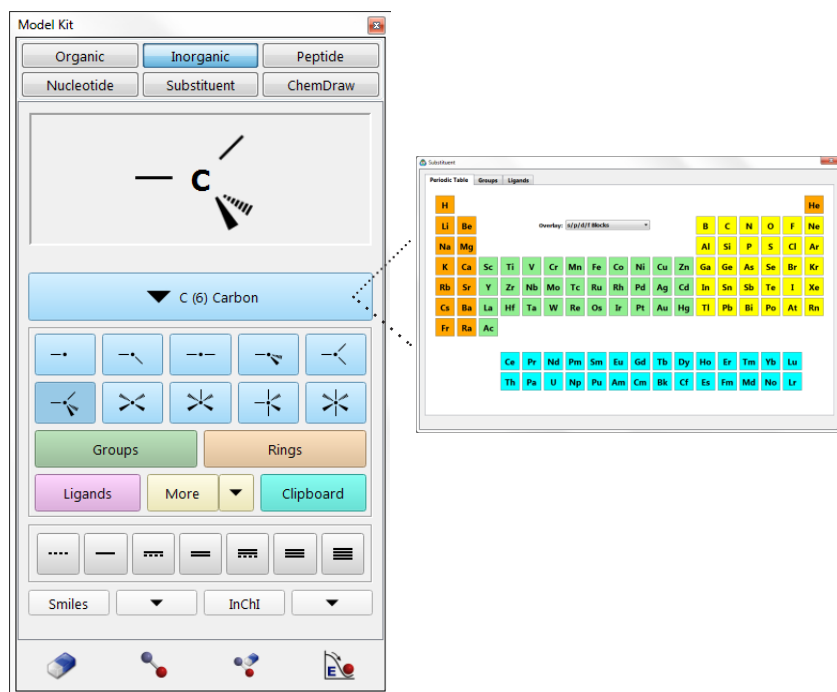 Model Kit
Organic Inorganic Peptide
Nucleotide Substituent ChemDraw
C
C (6) Carbon
Groups Rings
Ligands More Clipboard
Smiles InChI
E
Substituent
Periodic Table Groups Ligands
H He
Li Be Overlay: s/p/d/f Blocks B C N O F Ne
Na Mg Al Si P S Cl Ar
K Ca Sc Ti V Cr Mn Fe Co Ni Cu Zn Ga Ge As Se Br Kr
Rb Sr Y Zr Nb Mo Tc Ru Rh Pd Ag Cd In Sn Sb Te I Xe
Cs Ba La Hf Ta W Re Os Ir Pt Au Hg Tl Pb Bi Po At Rn
Fr Ra Ac
Ce Pr Nd Pm Sm Eu Gd Tb Dy Ho Er Tm Yb Lu
Th Pa U Np Pu Am Cm Bk Cf Es Fm Md No Lr